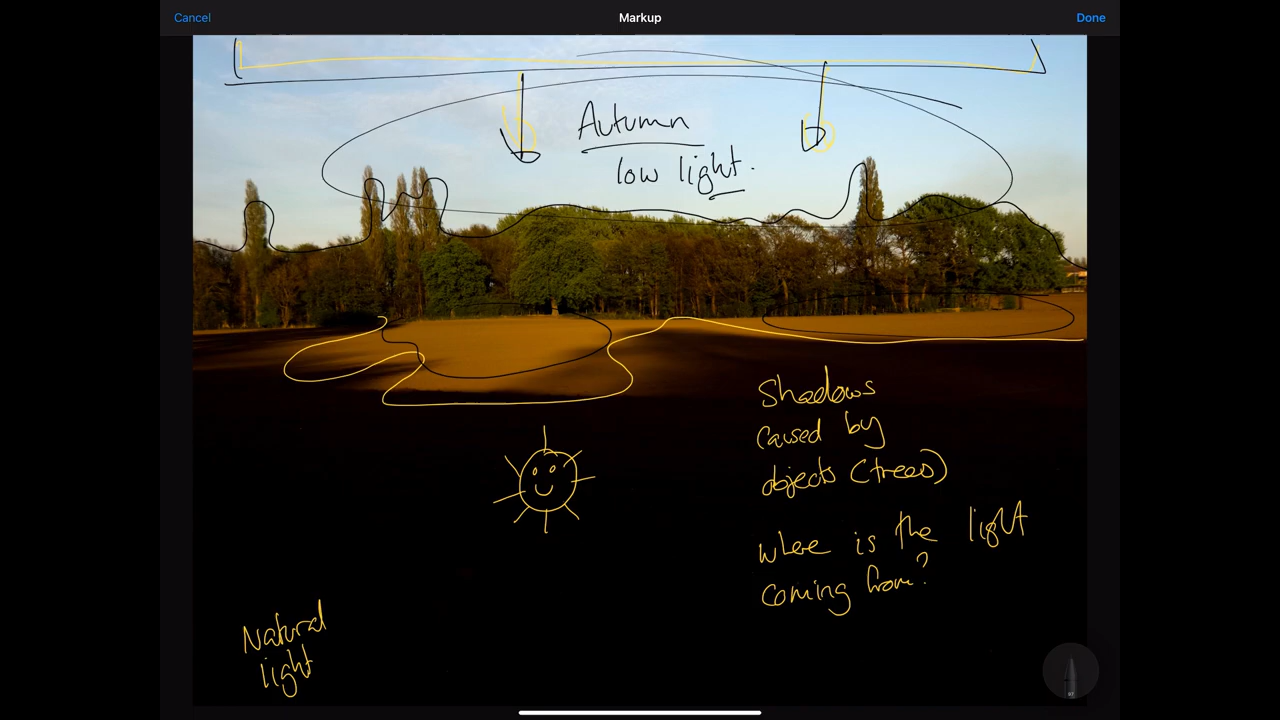 Cancel
Markup
Done
Autumn
low light.
Shadows
caused by
objects (trees)
where is the light
coming from?
Natural
light